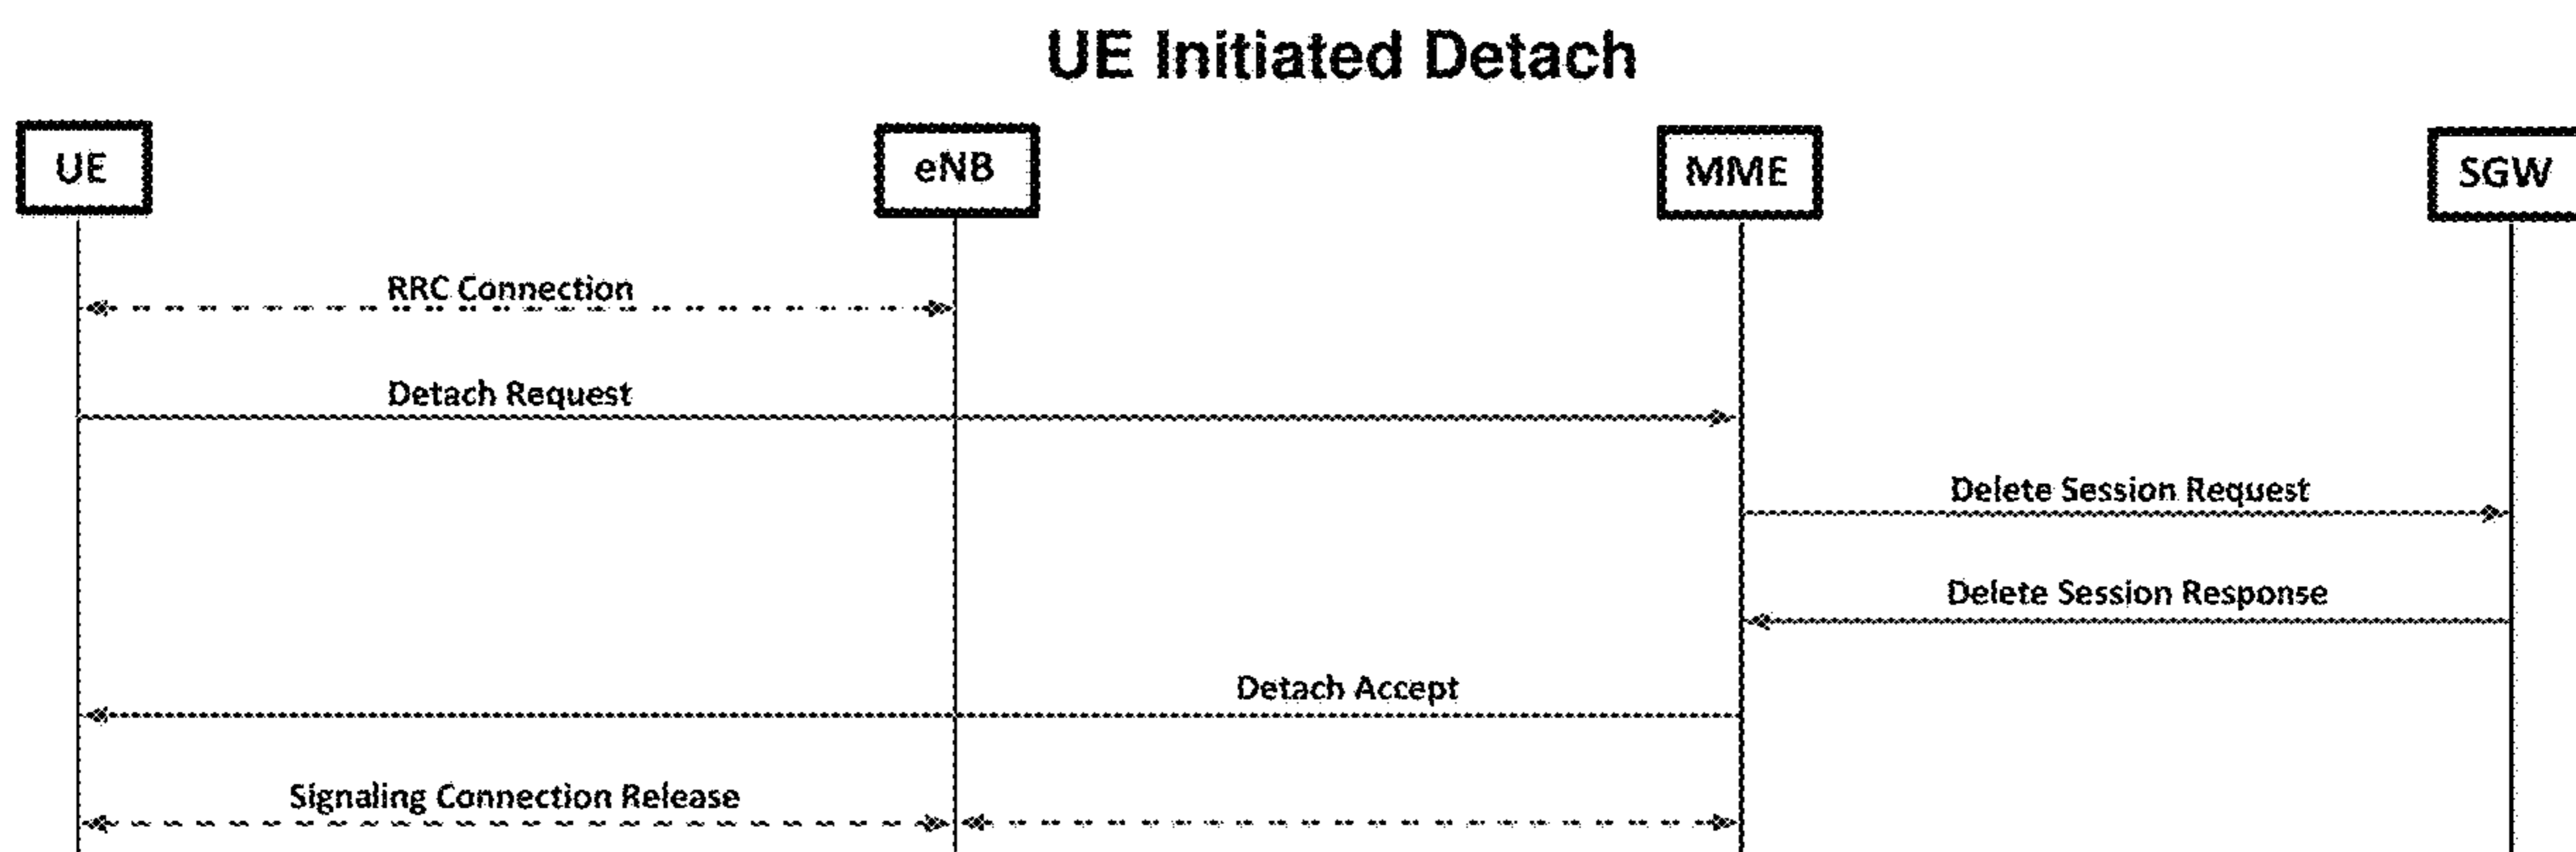 UE Initiated Detach
UE
eNB
MME
SGW
RRC Connection
Detach Request
Delete Session Request
Delete Session Response
Detach Accept
Signaling Connection Release